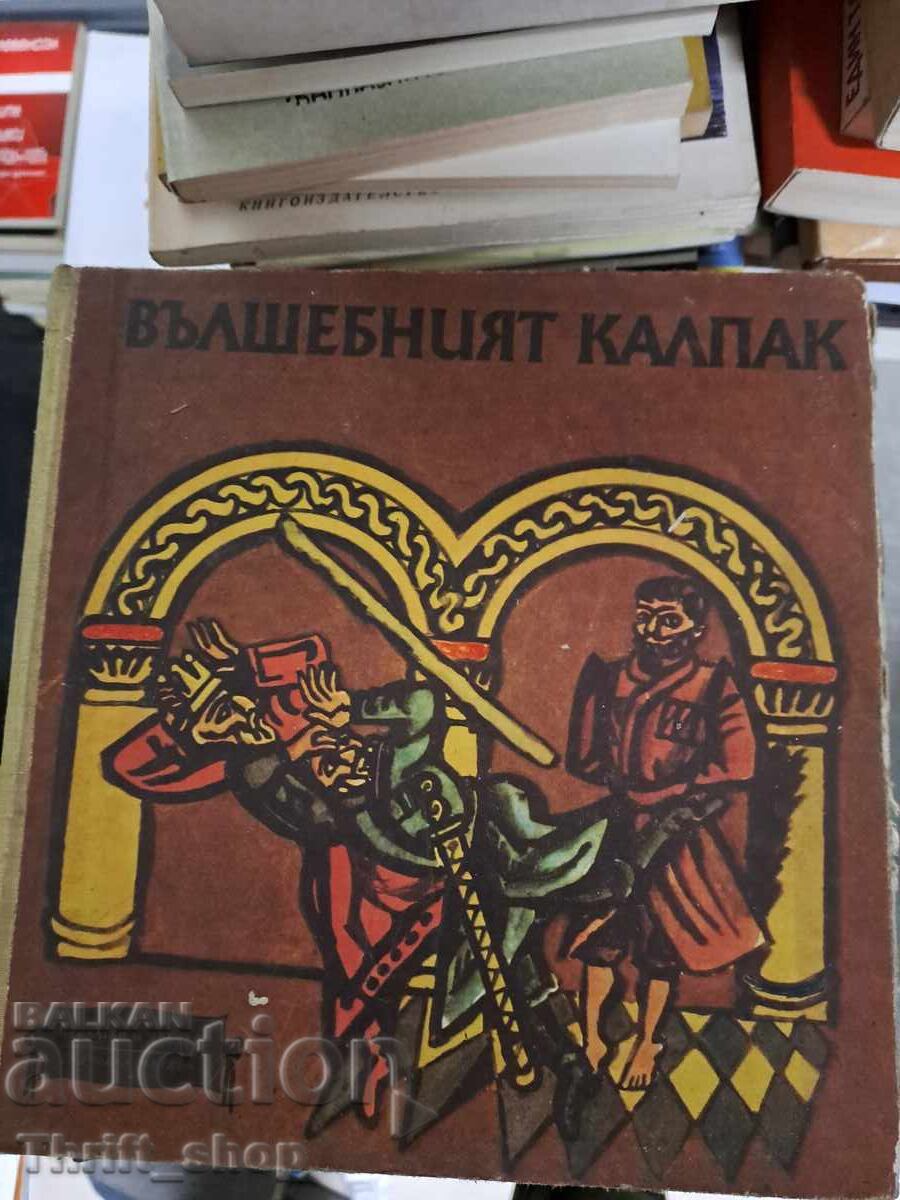 КНИГОИЗДАТЕЛСТВО
ВЪЛШЕБНИЯТ КАЛПАК
BALKAN
auction
Thrift_shop